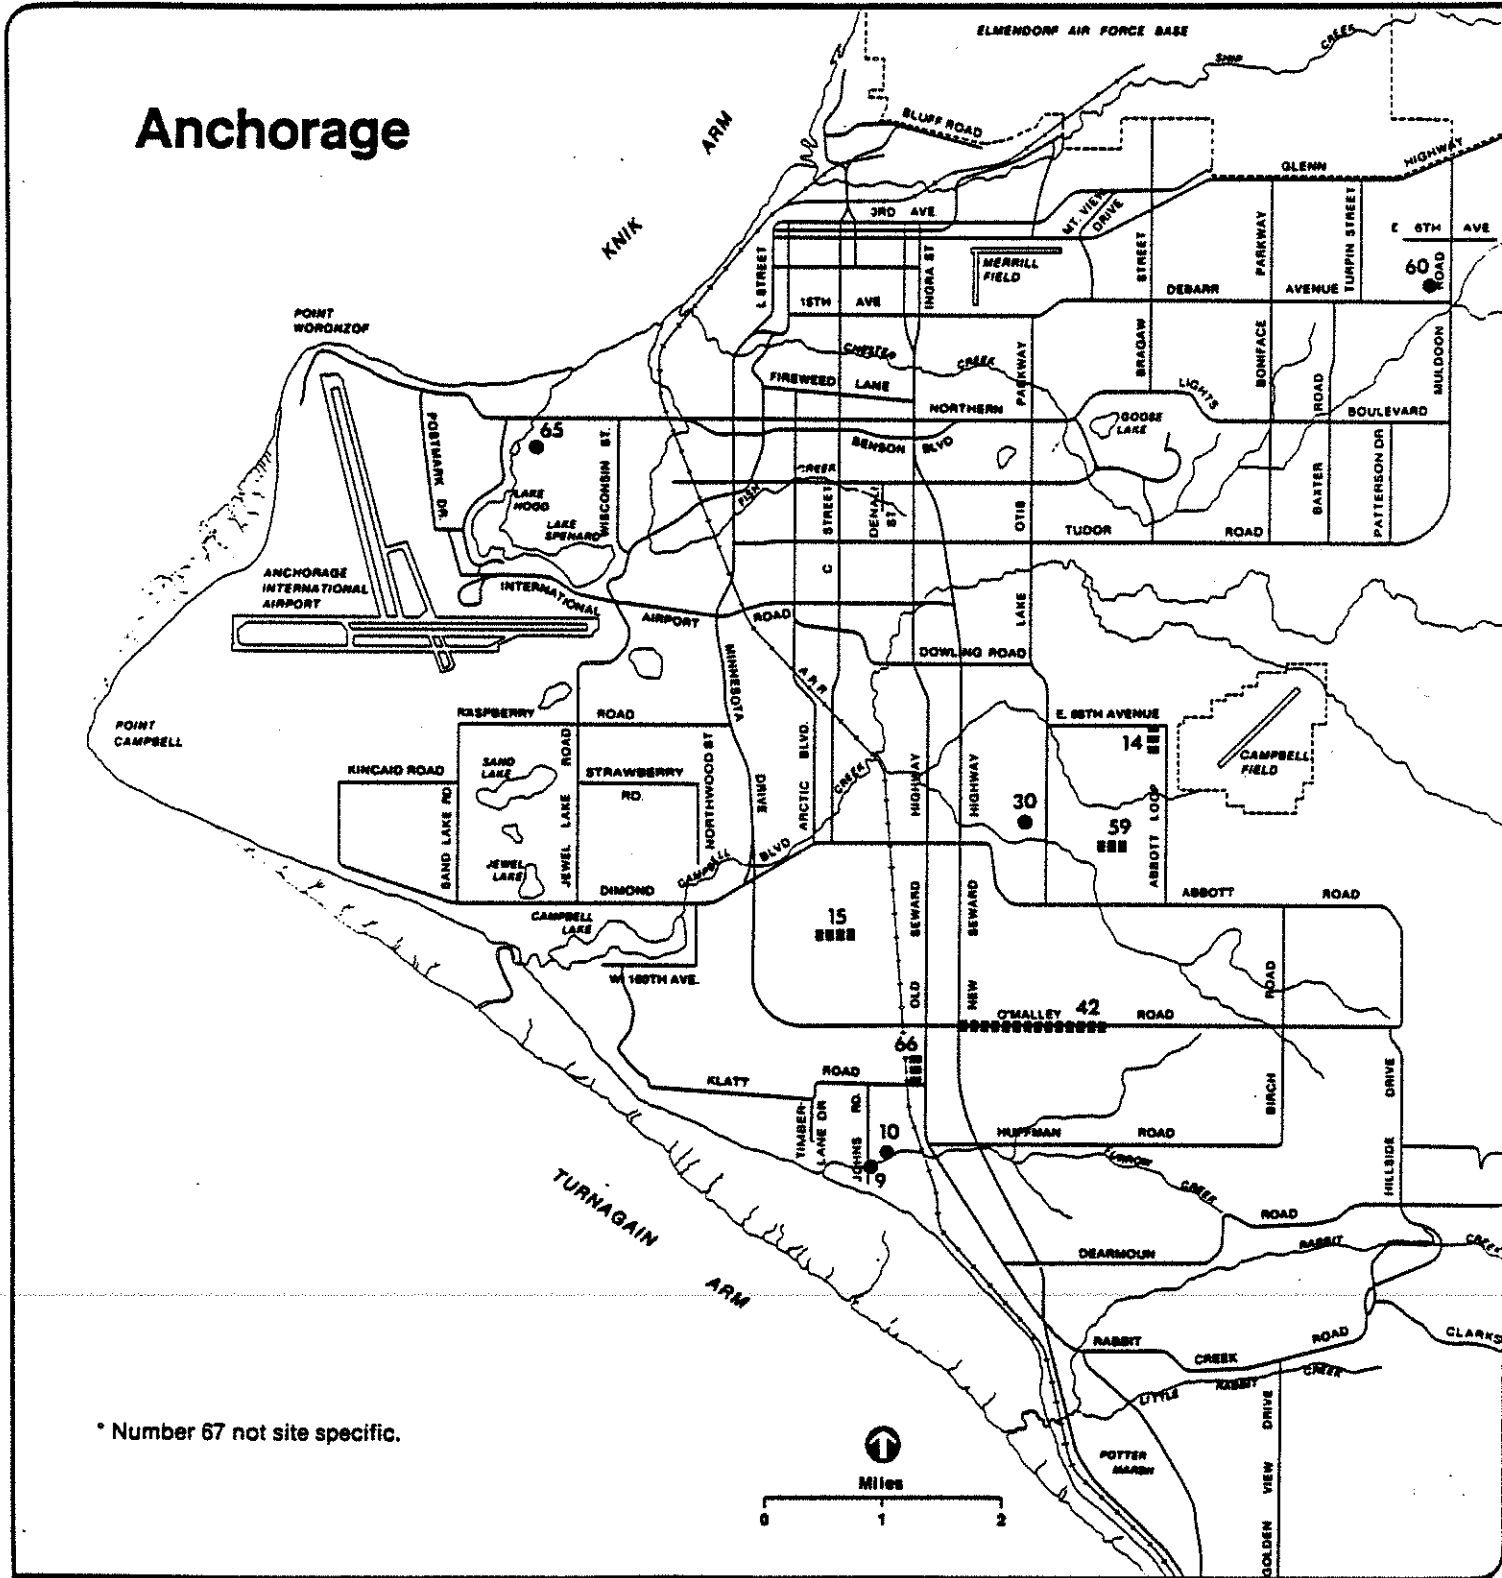 ELMENDORF AIR FORCE BASE
SHIP
CREEK
Anchorage
ARM
KNIK
BLUFF ROAD
GLENN
HIGHWAY
MT. VIEW
DRIVE
3RD AVE
E 6TH AVE
L STREET
INGRA ST
MERRILL
FIELD
STREET
PARKWAY
TURPIN STREET
60
ROAD
15TH AVE
DEBARR
AVENUE
POINT
WORONZOF
CHESTER
CREEK
PARKWAY
BRAGAW
BONIFACE
ROAD
MULDOON
FIREWEED LANE
LIGHTS
NORTHERN
BOULEVARD
GOOSE
LAKE
BENSON BLVD
65
POSTMARK DR.
WISCONSIN ST.
LAKE
HOOD
LAKE
SPENARD
FISH
CREEK
STREET
C
DENALI
ST
OTIS
LAKE
TUDOR
ROAD
BAXTER
PATTERSON DR
ANCHORAGE
INTERNATIONAL
AIRPORT
INTERNATIONAL
AIRPORT
ROAD
DOWLING ROAD
MINNESOTA
DRIVE
A.R.R
POINT
CAMPBELL
RASPBERRY
ROAD
E. 68TH AVENUE
14
CAMPBELL
FIELD
KINCAID ROAD
SAND
LAKE
STRAWBERRY
RD.
NORTHWOOD ST
ARCTIC BLVD.
CREEK
HIGHWAY
HIGHWAY
30
59
ABBOTT LOOP
SAND LAKE RD
JEWEL LAKE ROAD
JEWEL
LAKE
DIMOND
CAMPBELL
BLVD
ABBOTT
ROAD
CAMPBELL
LAKE
15
OLD SEWARD
NEW SEWARD
W. 100TH AVE.
42
O'MALLEY
ROAD
ROAD
66
KLATT
ROAD
BIRCH
HILLSIDE DRIVE
TIMBER-
LANE DR
JOHNS RD.
10
9
HUFFMAN
ROAD
FURROW
CREEK
TURNAGAIN
ARM
ROAD
DEARMOUN
RABBIT
CREEK
RABBIT
CREEK
ROAD
CLARKS
LITTLE
RABBIT
CREEK
GOLDEN VIEW DRIVE
POTTER
MARSH
* Number 67 not site specific.
Miles
0 1 2